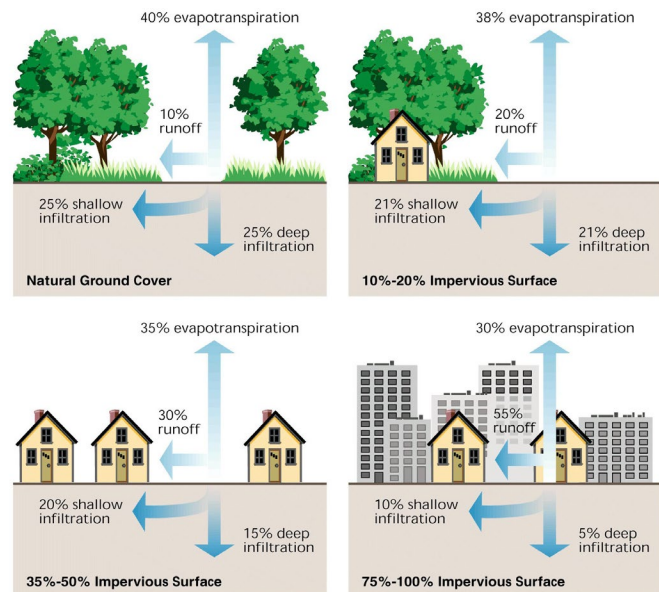 40% evapotranspiration
10%
runoff
25% shallow
infiltration
25% deep
infiltration
Natural Ground Cover
38% evapotranspiration
20%
runoff
21% shallow
infiltration
21% deep
infiltration
10%-20% Impervious Surface
35% evapotranspiration
30%
runoff
20% shallow
infiltration
15% deep
infiltration
35%-50% Impervious Surface
30% evapotranspiration
55%
runoff
10% shallow
infiltration
5% deep
infiltration
75%-100% Impervious Surface